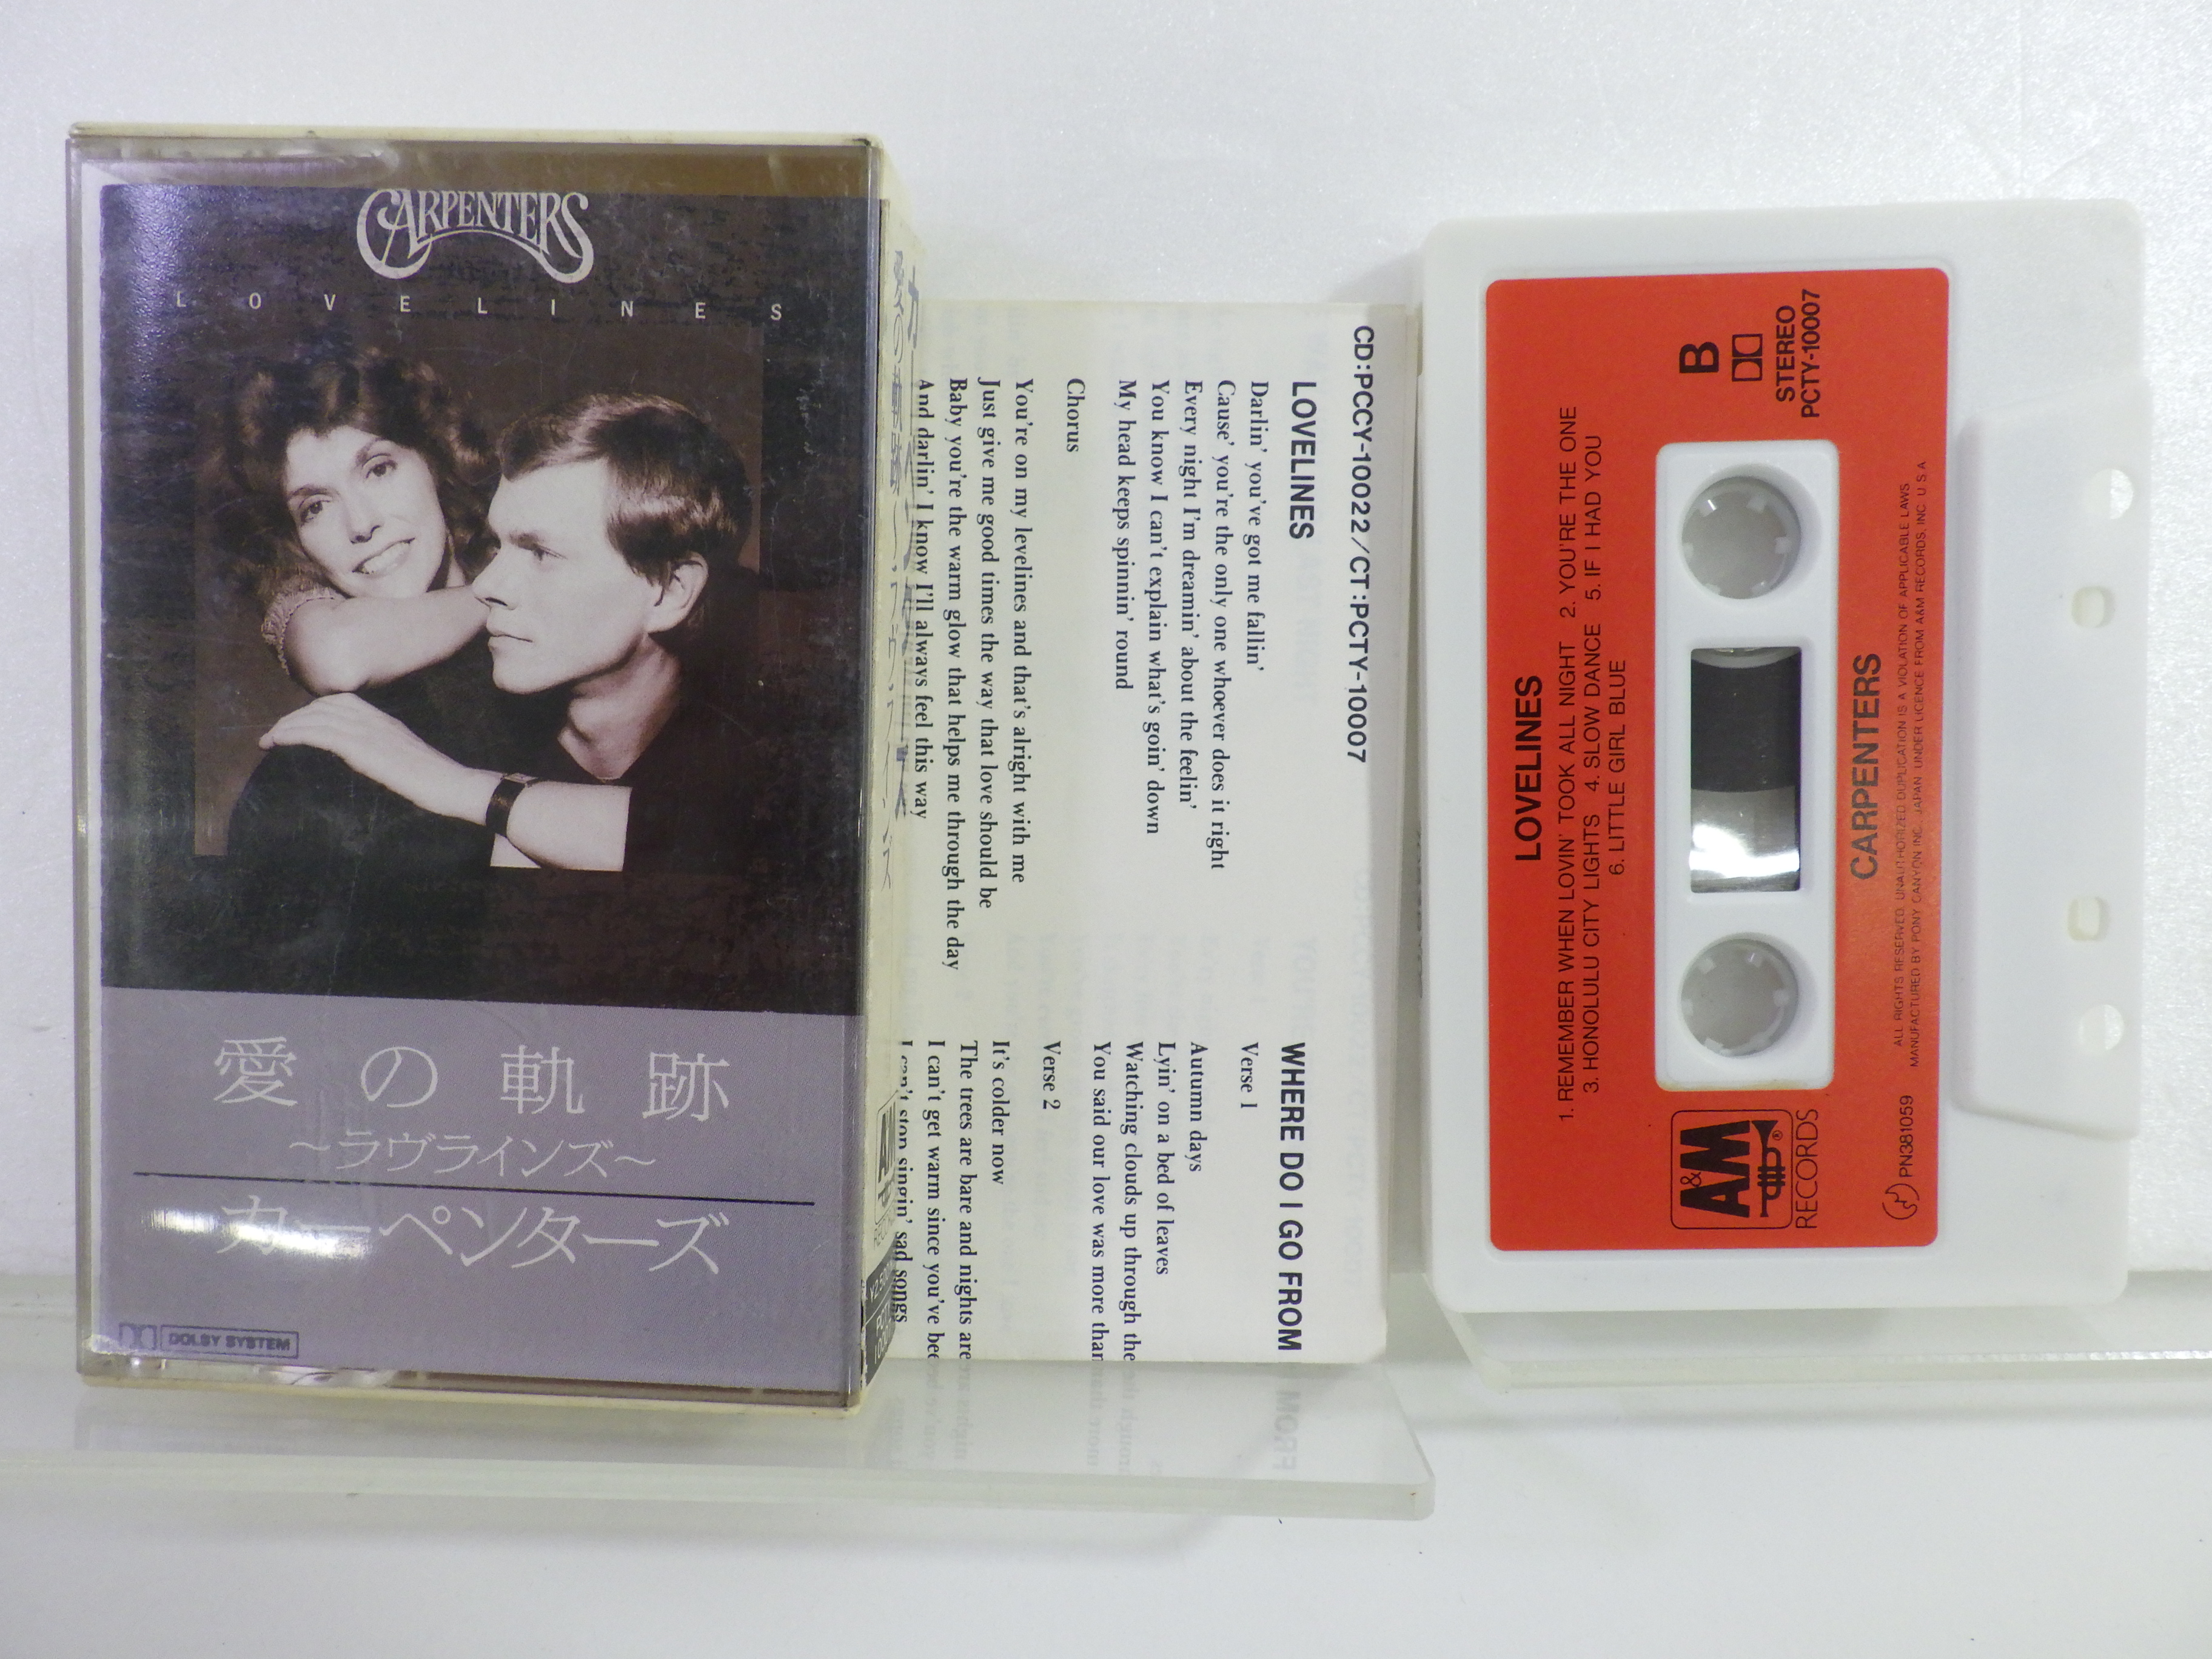 CARPENTERS
LOVELINES
愛の軌跡
～ラヴラインズ～
カーペンターズ
DOLBY SYSTEM
CD:PCCY-10022/CT:PCTY-10007
LOVELINES
Darlin' you've got me fallin'
Cause' you're the only one whoever does it right
Every night I'm dreamin' about the feelin'
You know I can't explain what's goin' down
My head keeps spinnin' round
Chorus
You're on my levelines and that's alright with me
Just give me good times the way that love should be
Baby you're the warm glow that helps me through the day
And darlin' I know I'll always feel this way
WHERE DO I GO FROM
Verse 1
Autumn days
Lyin' on a bed of leaves
Watching clouds up through the
You said our love was more than
Verse 2
It's colder now
The trees are bare and nights are
I can't get warm since you've
I can't stop singin' sad songs
B
STEREO
PCTY-10007
LOVELINES
1. REMEMBER WHEN LOVIN' TOOK ALL NIGHT 2. YOU'RE THE ONE
3. HONOLULU CITY LIGHTS 4. SLOW DANCE 5. IF I HAD YOU
6. LITTLE GIRL BLUE
A&M
®
RECORDS
CARPENTERS
ALL RIGHTS RESERVED. UNAUTHORIZED DUPLICATION IS A VIOLATION OF APPLICABLE LAWS
MANUFACTURED BY PONY CANYON INC. JAPAN UNDER LICENCE FROM A&M RECORDS, INC. U S A
PN381059